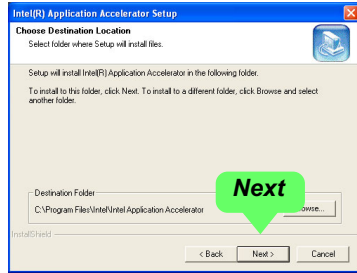 Intel(R) Application Accelerator Setup
Choose Destination Location
Select folder where Setup will install files.
Setup will install Intel(R) Application Accelerator in the following folder.
To install to this folder, click Next. To install to a different folder, click Browse and select
another folder.
Next
Destination Folder
C:\Program Files\Intel\Intel Application Accelerator
owse...
InstallShield
< Back Next > Cancel